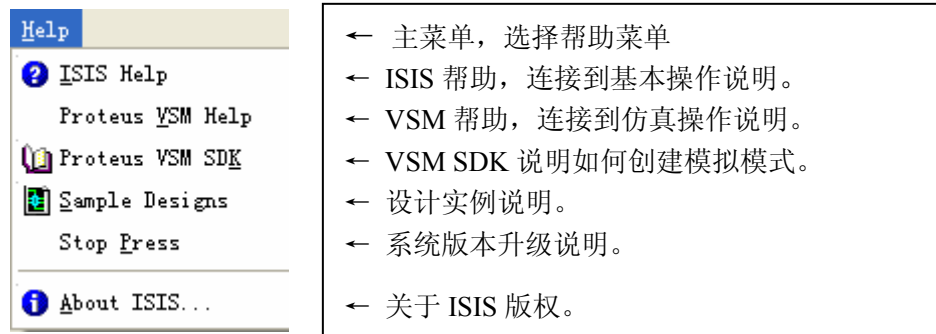 Help
ISIS Help
Proteus VSM Help
Proteus VSM SDK
Sample Designs
Stop Press
About ISIS...
← 主菜单，选择帮助菜单
← ISIS 帮助，连接到基本操作说明。
← VSM 帮助，连接到仿真操作说明。
← VSM SDK 说明如何创建模拟模式。
← 设计实例说明。
← 系统版本升级说明。
← 关于 ISIS 版权。